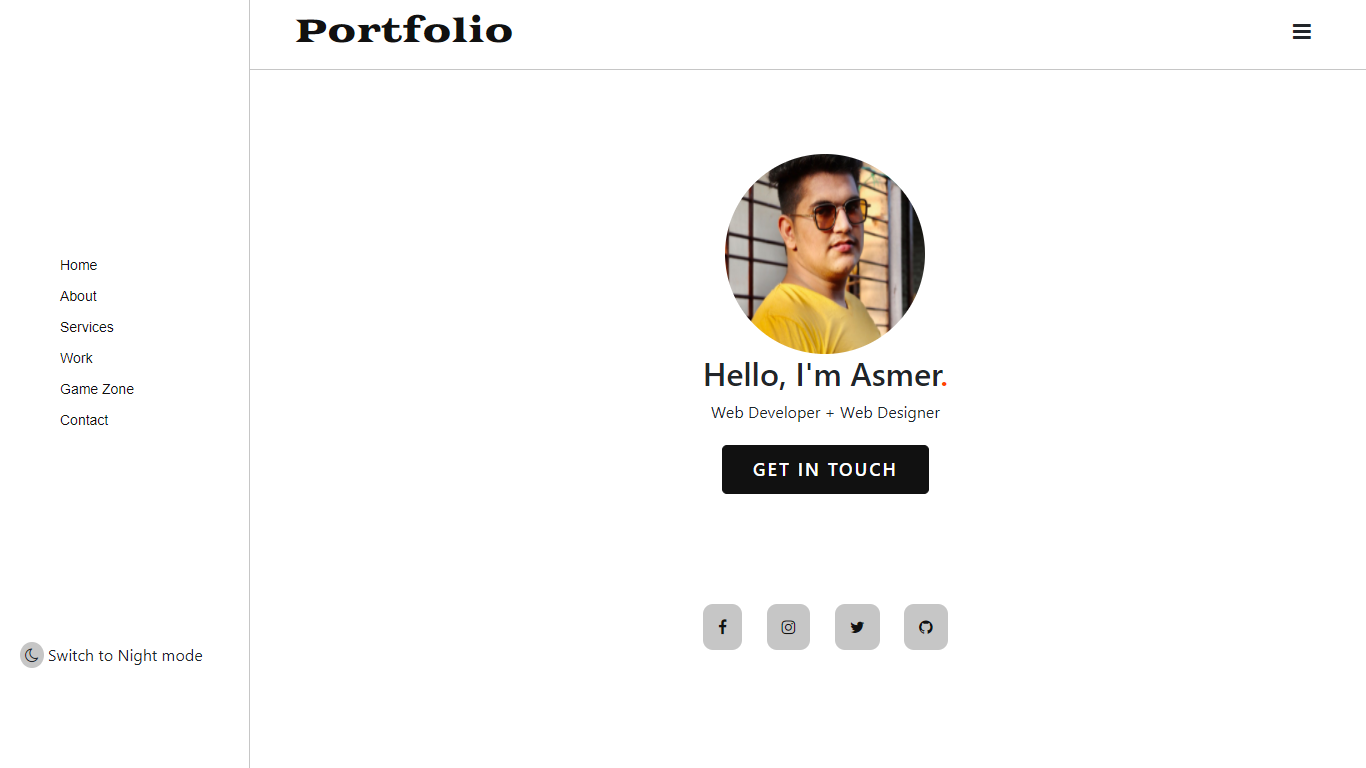 Portfolio
Home
About
Services
Work
Game Zone
Contact
Switch to Night mode
Hello, I'm Asmer.
Web Developer + Web Designer
GET IN TOUCH